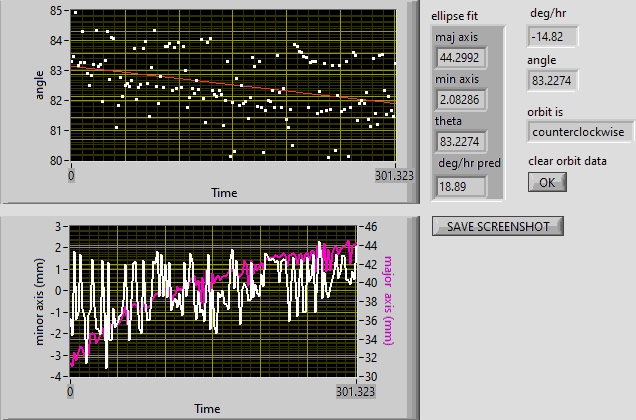 85
84
83
82
81
80
angle
0
301.323
Time
ellipse fit
maj axis
44.2992
min axis
2.08286
theta
83.2274
deg/hr pred
18.89
deg/hr
-14.82
angle
83.2274
orbit is
counterclockwise
clear orbit data
OK
SAVE SCREENSHOT
3
2
1
0
-1
-2
-3
-4
minor axis (mm)
46
44
42
40
38
36
34
32
30
major axis (mm)
0
301.323
Time